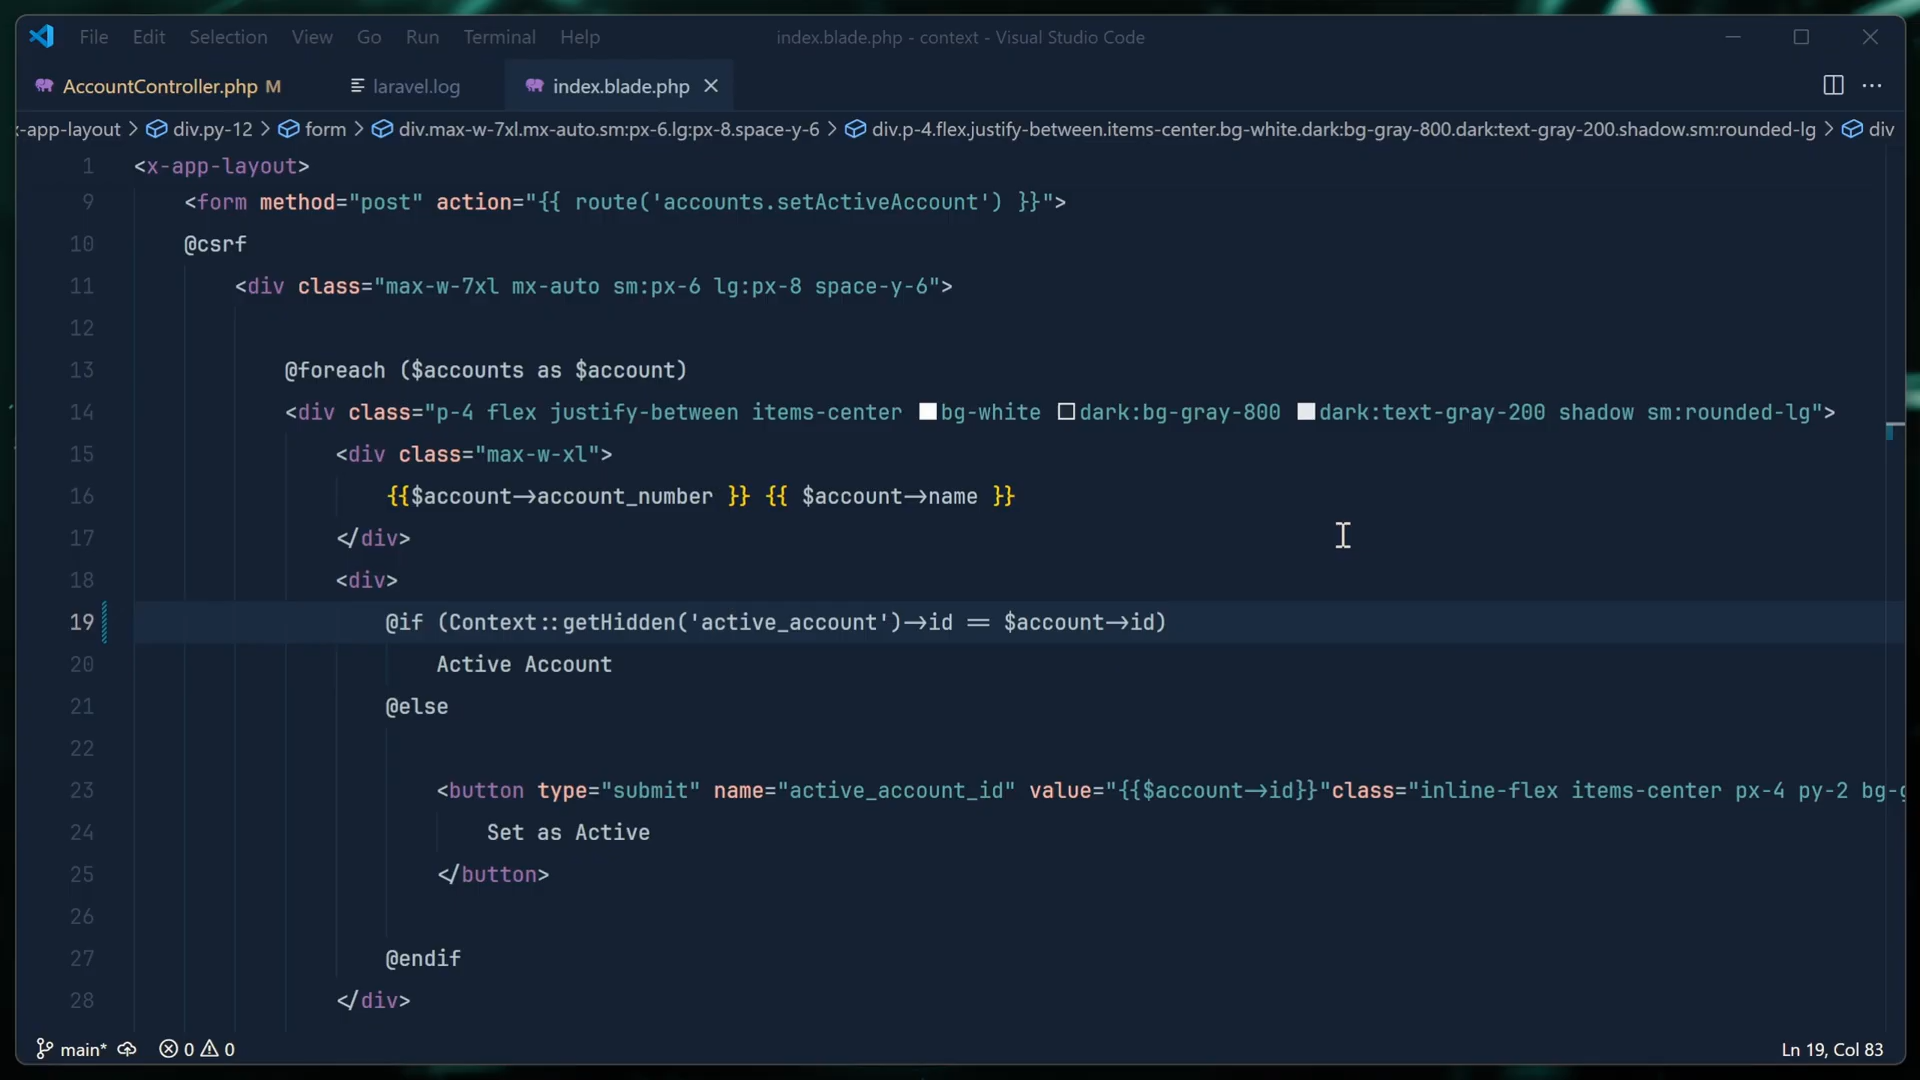 File Edit Selection View Go Run Terminal Help index.blade.php - context - Visual Studio Code
AccountController.php M laravel.log index.blade.php
-app-layout > div.py-12 > form > div.max-w-7xl.mx-auto.sm:px-6.lg:px-8.space-y-6 > div.p-4.flex.justify-between.items-center.bg-white.dark:bg-gray-800.dark:text-gray-200.shadow.sm:rounded-lg > div
1 <x-app-layout>
9 <form method="post" action="{{ route('accounts.setActiveAccount') }}">
10 @csrf
11 <div class="max-w-7xl mx-auto sm:px-6 lg:px-8 space-y-6">
12
13 @foreach ($accounts as $account)
14 <div class="p-4 flex justify-between items-center bg-white dark:bg-gray-800 dark:text-gray-200 shadow sm:rounded-lg">
15 <div class="max-w-xl">
16 {{$account->account_number }} {{ $account->name }}
17 </div>
18 <div>
19 @if (Context::getHidden('active_account')->id == $account->id)
20 Active Account
21 @else
22
23 <button type="submit" name="active_account_id" value="{{$account->id}}"class="inline-flex items-center px-4 py-2 bg-g
24 Set as Active
25 </button>
26
27 @endif
28 </div>
main* 0 0 Ln 19, Col 83